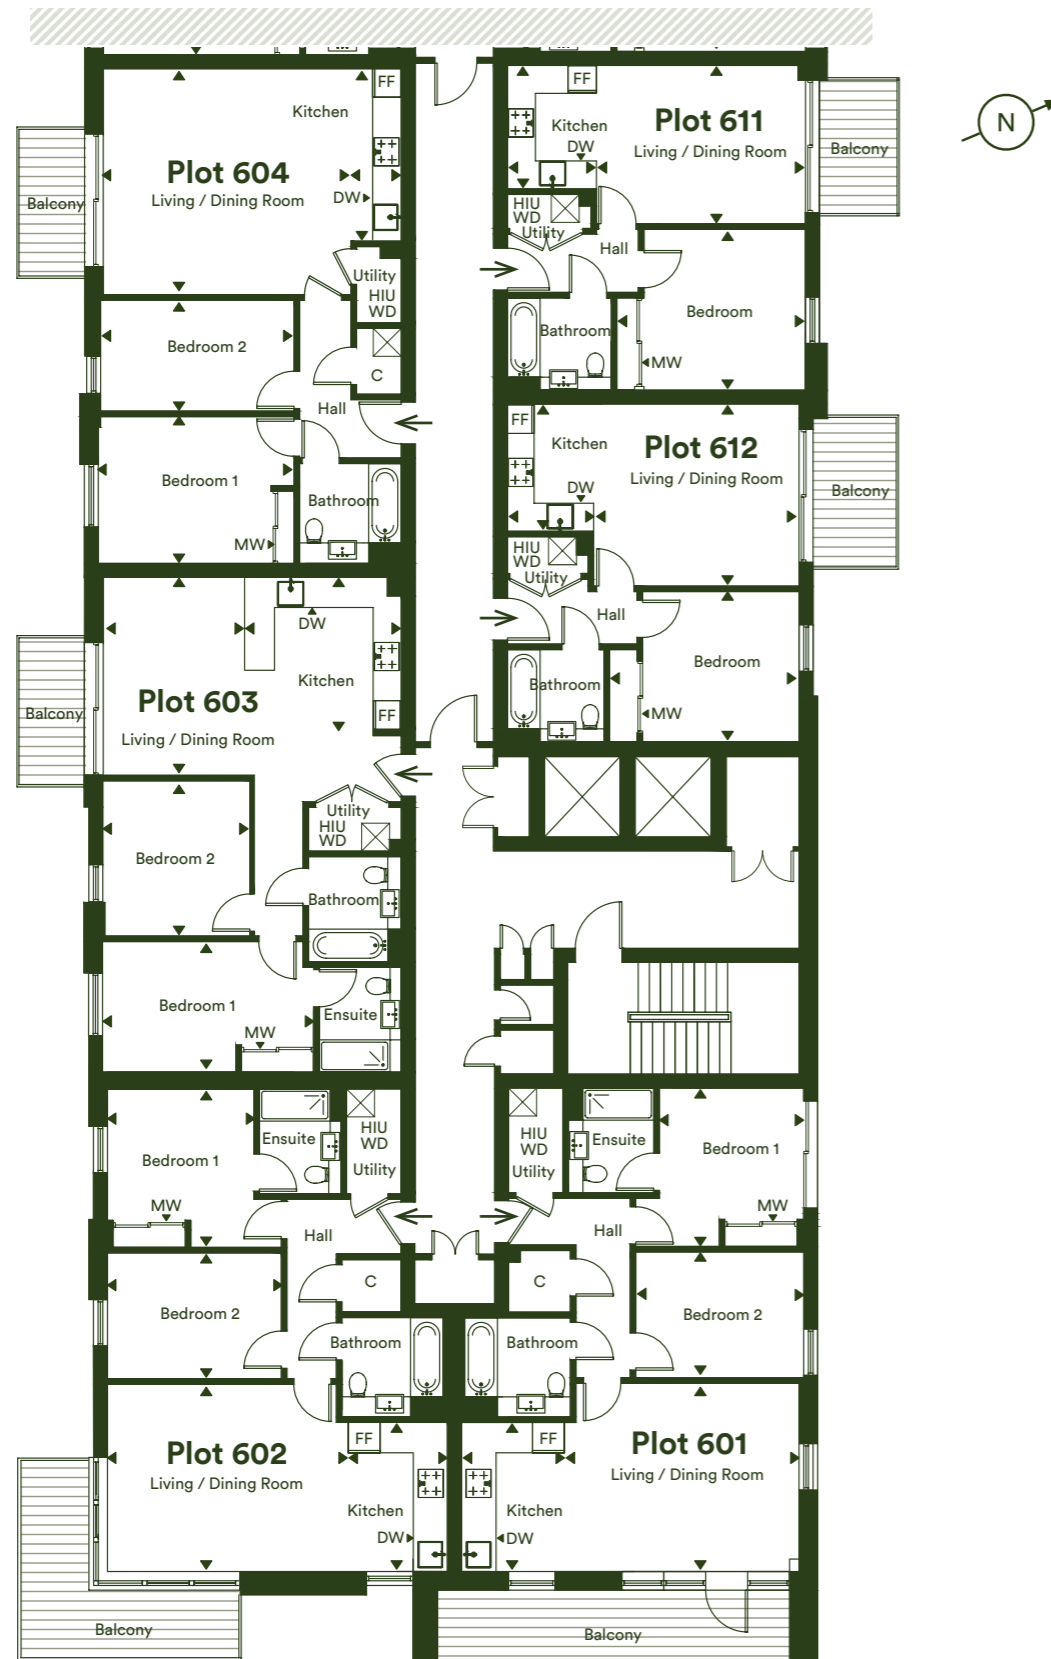 FF
Kitchen
Plot 604
Living / Dining Room
DW
Balcony
Utility
HIU
WD
Bedroom 2
C
Hall
Bedroom 1
Bathroom
MW
FF
Kitchen
DW
Plot 611
Living / Dining Room
Balcony
N
HIU
WD
Utility
Hall
Bedroom
Bathroom
MW
FF
Kitchen
Plot 612
Living / Dining Room
DW
Balcony
HIU
WD
Utility
Hall
Bedroom
Bathroom
MW
DW
Kitchen
Plot 603
Living / Dining Room
FF
Balcony
Utility
HIU
WD
Bedroom 2
Bathroom
Bedroom 1
Ensuite
MW
HIU
WD
Utility
Ensuite
Bedroom 1
MW
Hall
C
Bedroom 2
Bathroom
FF
Plot 602
Living / Dining Room
Kitchen
DW
Balcony
HIU
WD
Utility
Ensuite
Bedroom 1
MW
Hall
C
Bedroom 2
Bathroom
FF
Plot 601
Living / Dining Room
Kitchen
DW
Balcony